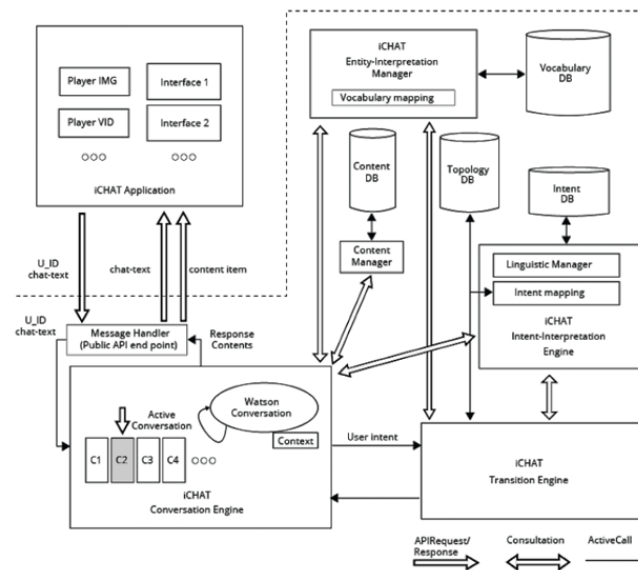 Player IMG
Interface 1
Player VID
Interface 2
○○○
○○○
iCHAT Application
iCHAT
Entity-Interpretation
Manager
Vocabulary mapping
Vocabulary
DB
Content
DB
Topology
DB
Intent
DB
Content
Manager
Linguistic Manager
Intent mapping
iCHAT
Intent-Interpretation
Engine
U_ID
chat-text
chat-text
content item
U_ID
chat-text
Message Handler
(Public API end point)
Response
Contents
Watson
Conversation
Active
Conversation
Context
C1
C2
C3
C4
○○○
iCHAT
Conversation Engine
User intent
iCHAT
Transition Engine
APIRequest/
Response
Consultation
ActiveCall